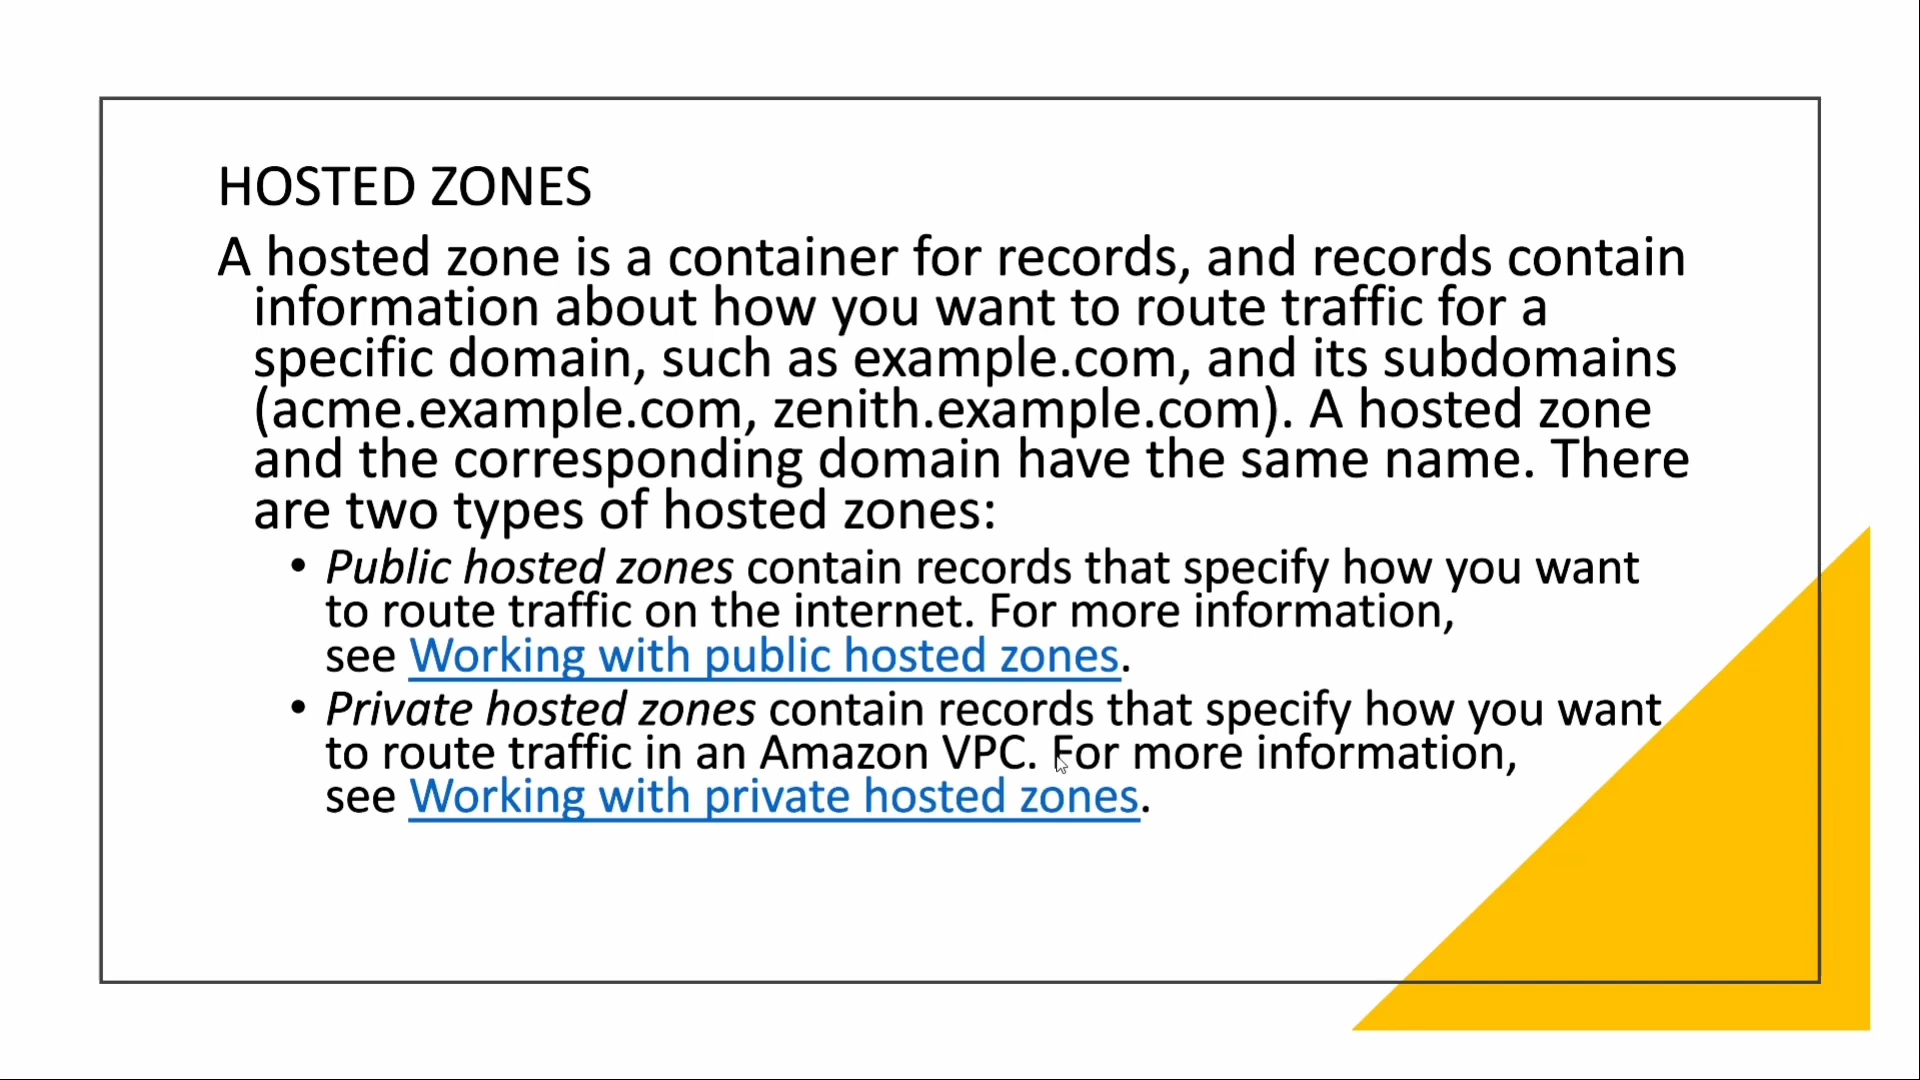 HOSTED ZONES
A hosted zone is a container for records, and records contain
information about how you want to route traffic for a
specific domain, such as example.com, and its subdomains
(acme.example.com, zenith.example.com). A hosted zone
and the corresponding domain have the same name. There
are two types of hosted zones:
• Public hosted zones contain records that specify how you want
to route traffic on the internet. For more information,
see Working with public hosted zones.
• Private hosted zones contain records that specify how you want
to route traffic in an Amazon VPC. For more information,
see Working with private hosted zones.